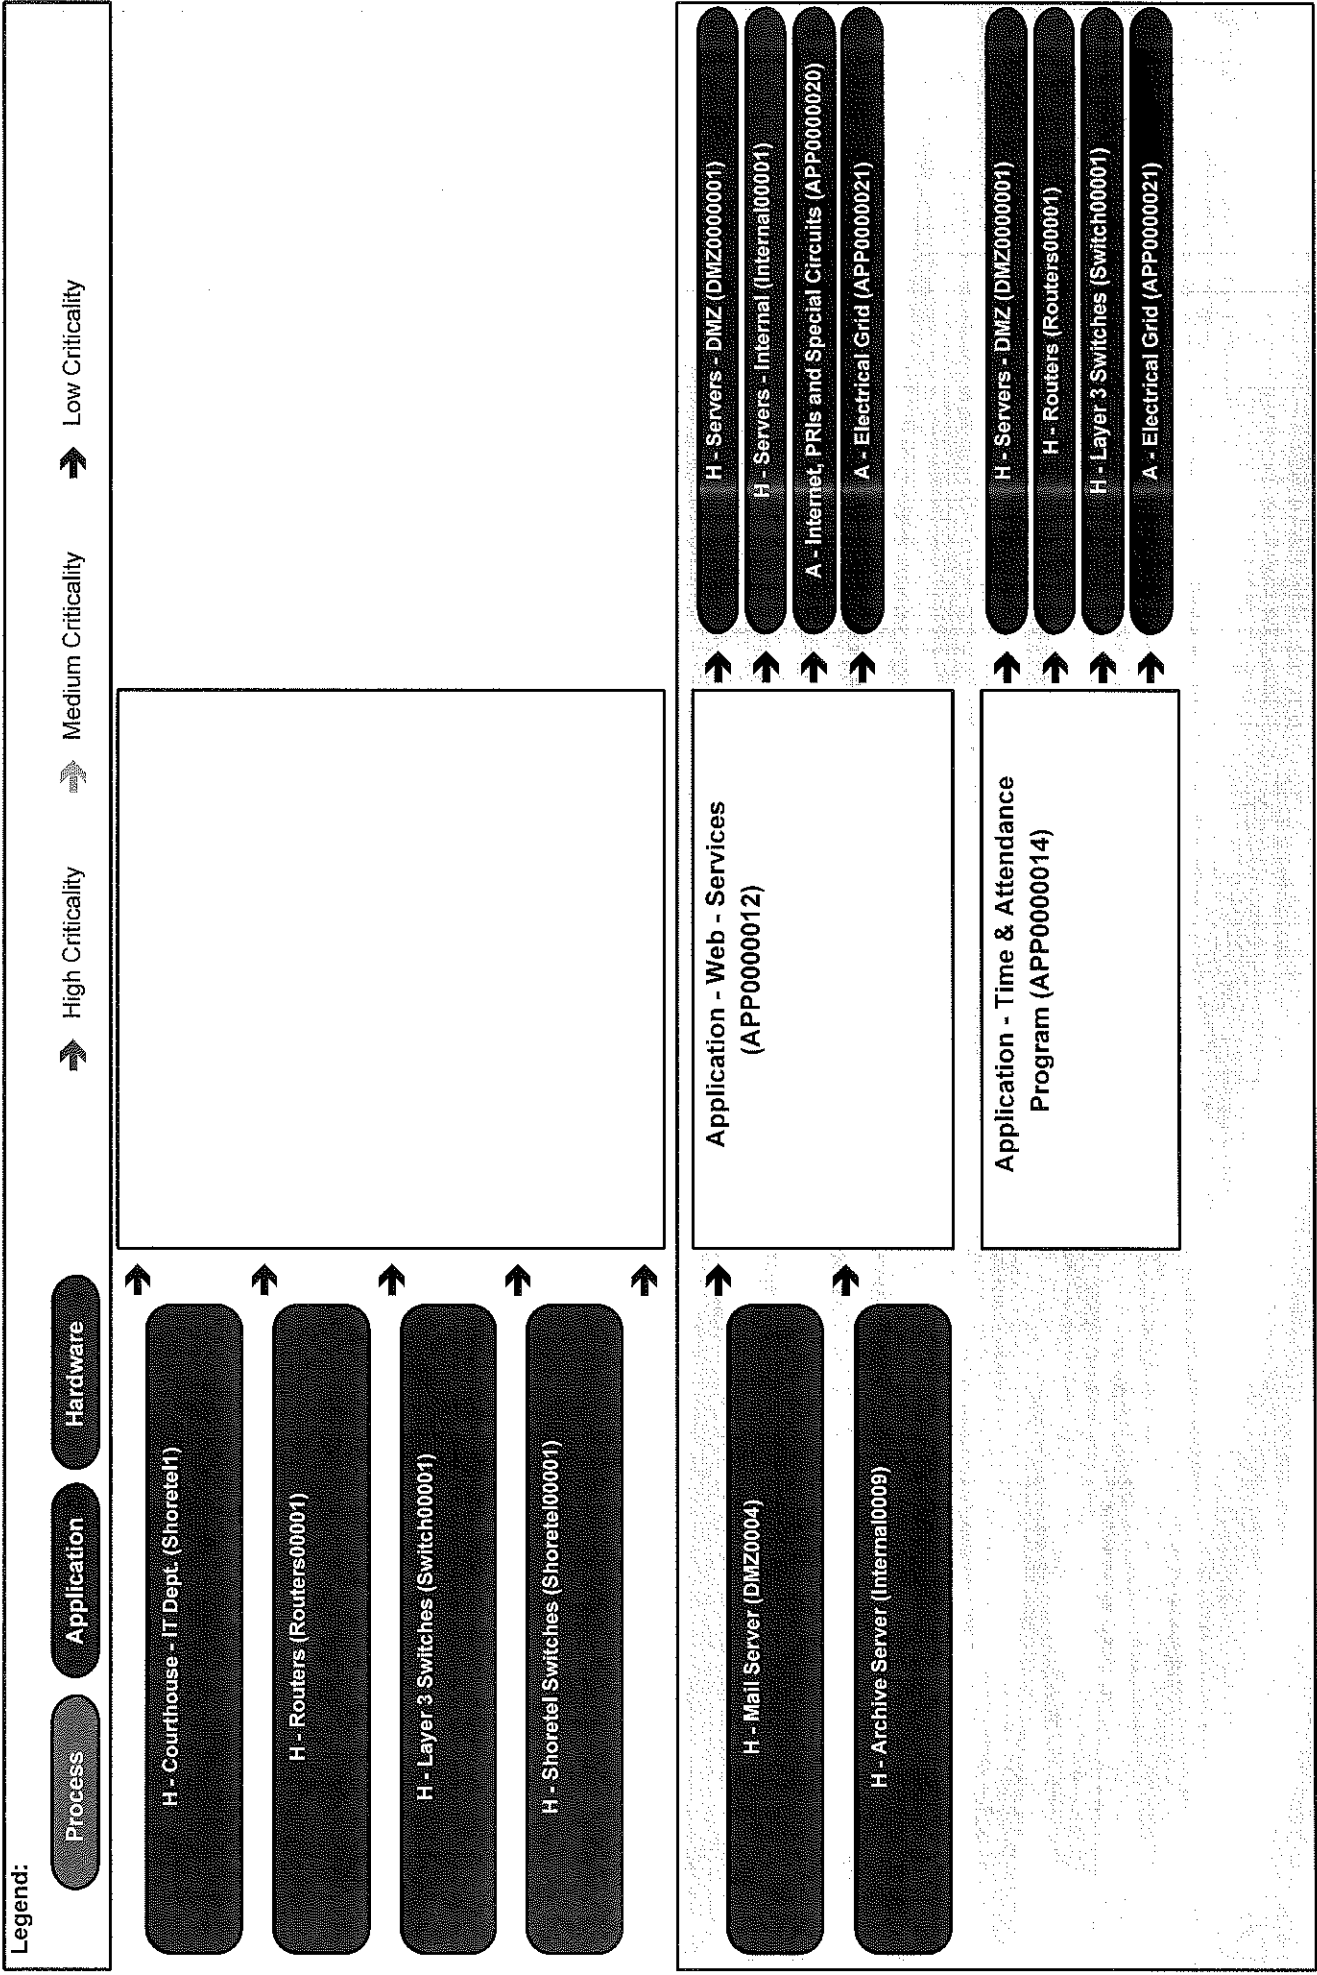 Legend:
Process
Application
Hardware
High Criticality
Medium Criticality
Low Criticality
H - Courthouse - IT Dept. (Shoretel1)
H - Routers (Routers00001)
H - Layer 3 Switches (Switch00001)
H - Shoretel Switches (Shoretel00001)
H - Mail Server (DMZ0004)
H - Archive Server (Internal0009)
Application - Web - Services
(APP0000012)
H - Servers - DMZ (DMZ0000001)
H - Servers - Internal (Internal00001)
A - Internet, PRIs and Special Circuits (APP0000020)
A - Electrical Grid (APP0000021)
Application - Time & Attendance
Program (APP0000014)
H - Servers - DMZ (DMZ0000001)
H - Routers (Routers00001)
H - Layer 3 Switches (Switch00001)
A - Electrical Grid (APP0000021)